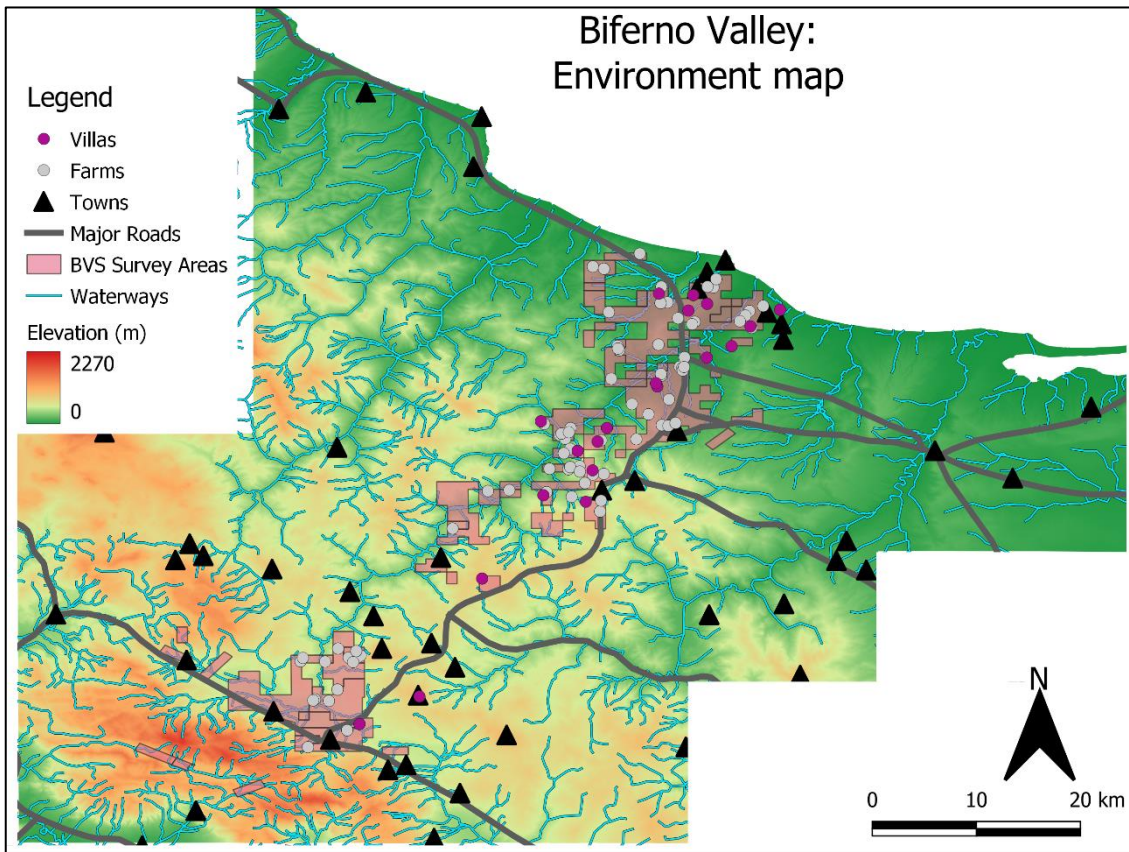 Biferno Valley:
Environment map
Legend
Villas
Farms
Towns
Major Roads
BVS Survey Areas
Waterways
Elevation (m)
2270
0
N
0 10 20 km